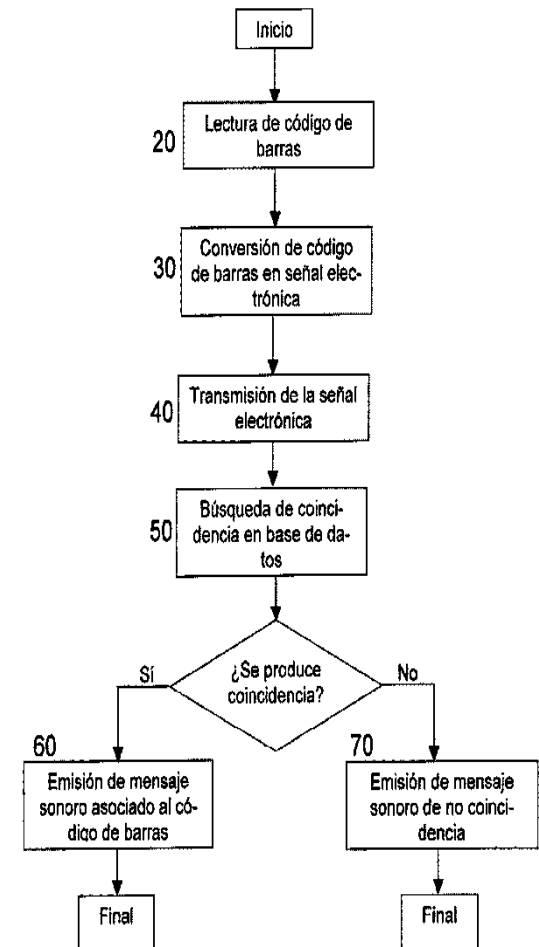 Inicio
20
Lectura de código de
barras
30
Conversión de código
de barras en señal elec-
trónica
40
Transmisión de la señal
electrónica
50
Búsqueda de coinci-
dencia en base de da-
tos
¿Se produce
coincidencia?
Sí
No
60
Emisión de mensaje
sonoro asociado al có-
digo de barras
70
Emisión de mensaje
sonoro de no coinci-
dencia
Final
Final